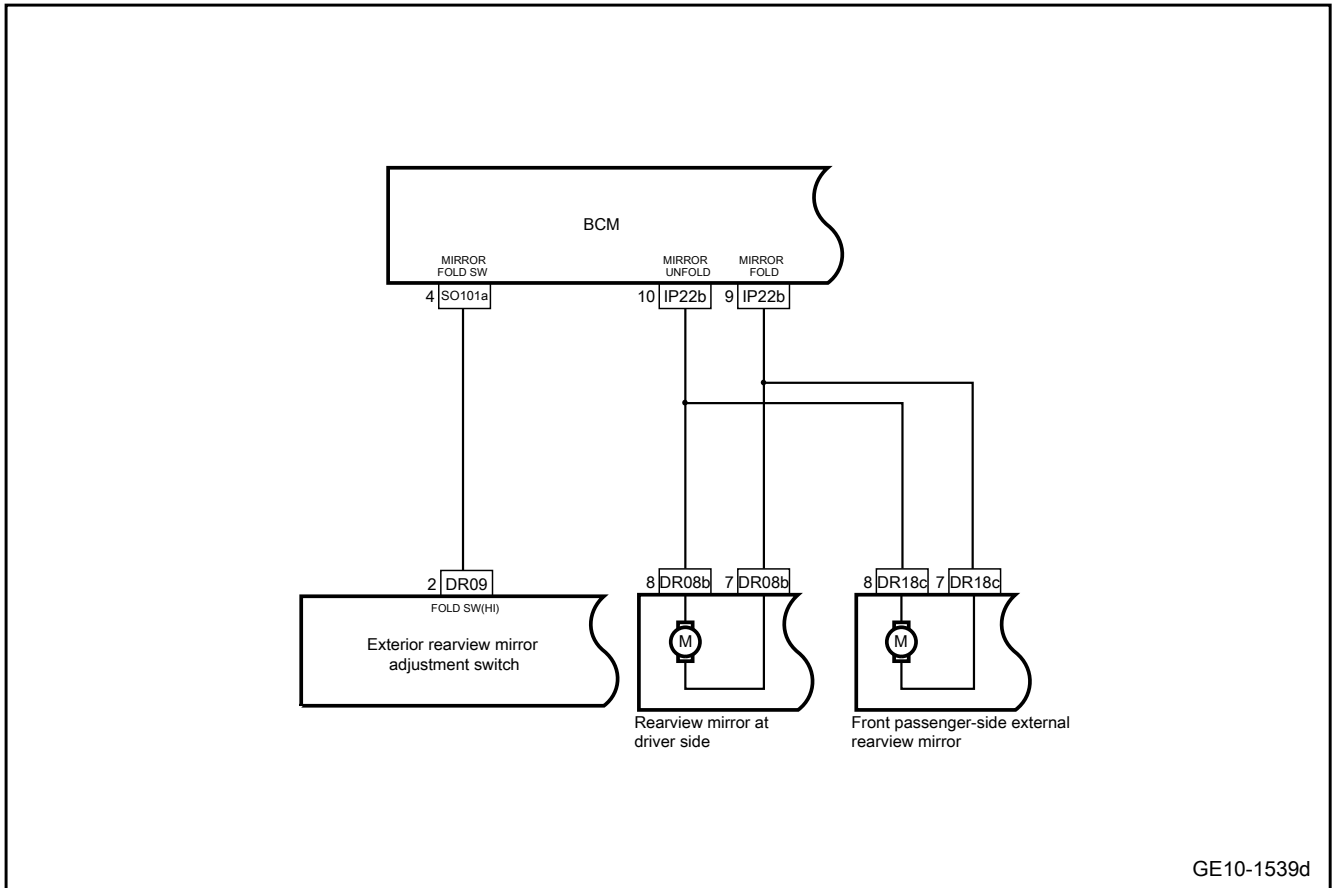 BCM
MIRROR
FOLD SW
MIRROR
UNFOLD
MIRROR
FOLD
4 SO101a
10 IP22b
9 IP22b
2 DR09
8 DR08b
7 DR08b
8 DR18c
7 DR18c
FOLD SW(HI)
Exterior rearview mirror
adjustment switch
M
M
Rearview mirror at
driver side
Front passenger-side external
rearview mirror
GE10-1539d